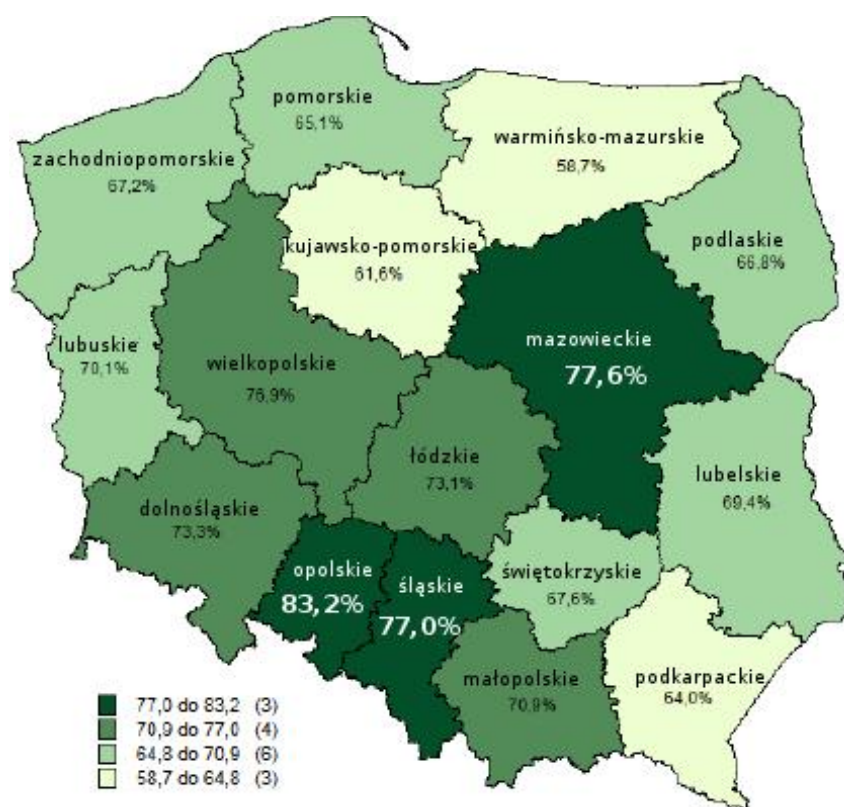 pomorskie
65,1%
warmińsko-mazurskie
58,7%
zachodniopomorskie
67,2%
kujawsko-pomorskie
61,6%
podlaskie
66,8%
mazowieckie
77,6%
lubuskie
70,1%
wielkopolskie
76,9%
łódzkie
73,1%
lubelskie
69,4%
dolnośląskie
73,3%
opolskie
83,2%
śląskie
77,0%
świętokrzyskie
67,6%
małopolskie
70,9%
podkarpackie
64,0%
77,0 do 83,2 (3)
70,9 do 77,0 (4)
64,8 do 70,9 (6)
58,7 do 64,8 (3)